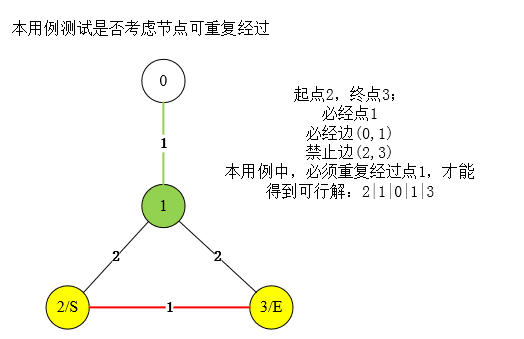 本用例测试是否考虑节点可重复经过
0
起点2，终点3；
必经点1
必经边(0,1)
禁止边(2,3)
本用例中，必须重复经过点1，才能
得到可行解：2|1|0|1|3
1
1
2
2
2/S
1
3/E